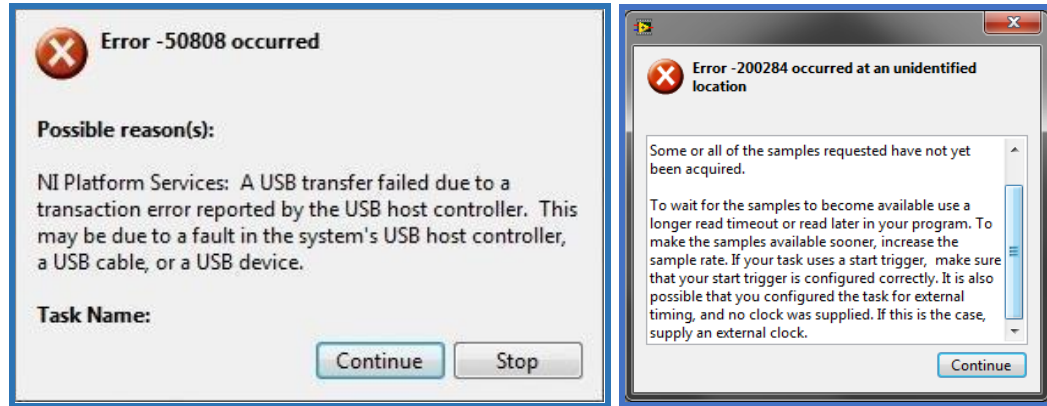 Error -50808 occurred
Possible reason(s):
NI Platform Services:  A USB transfer failed due to a
transaction error reported by the USB host controller.  This
may be due to a fault in the system's USB host controller,
a USB cable, or a USB device.
Task Name:
Continue
Stop
Error -200284 occurred at an unidentified
location
Some or all of the samples requested have not yet
been acquired.
To wait for the samples to become available use a
longer read timeout or read later in your program. To
make the samples available sooner, increase the
sample rate. If your task uses a start trigger,  make sure
that your start trigger is configured correctly. It is also
possible that you configured the task for external
timing, and no clock was supplied. If this is the case,
supply an external clock.
Continue